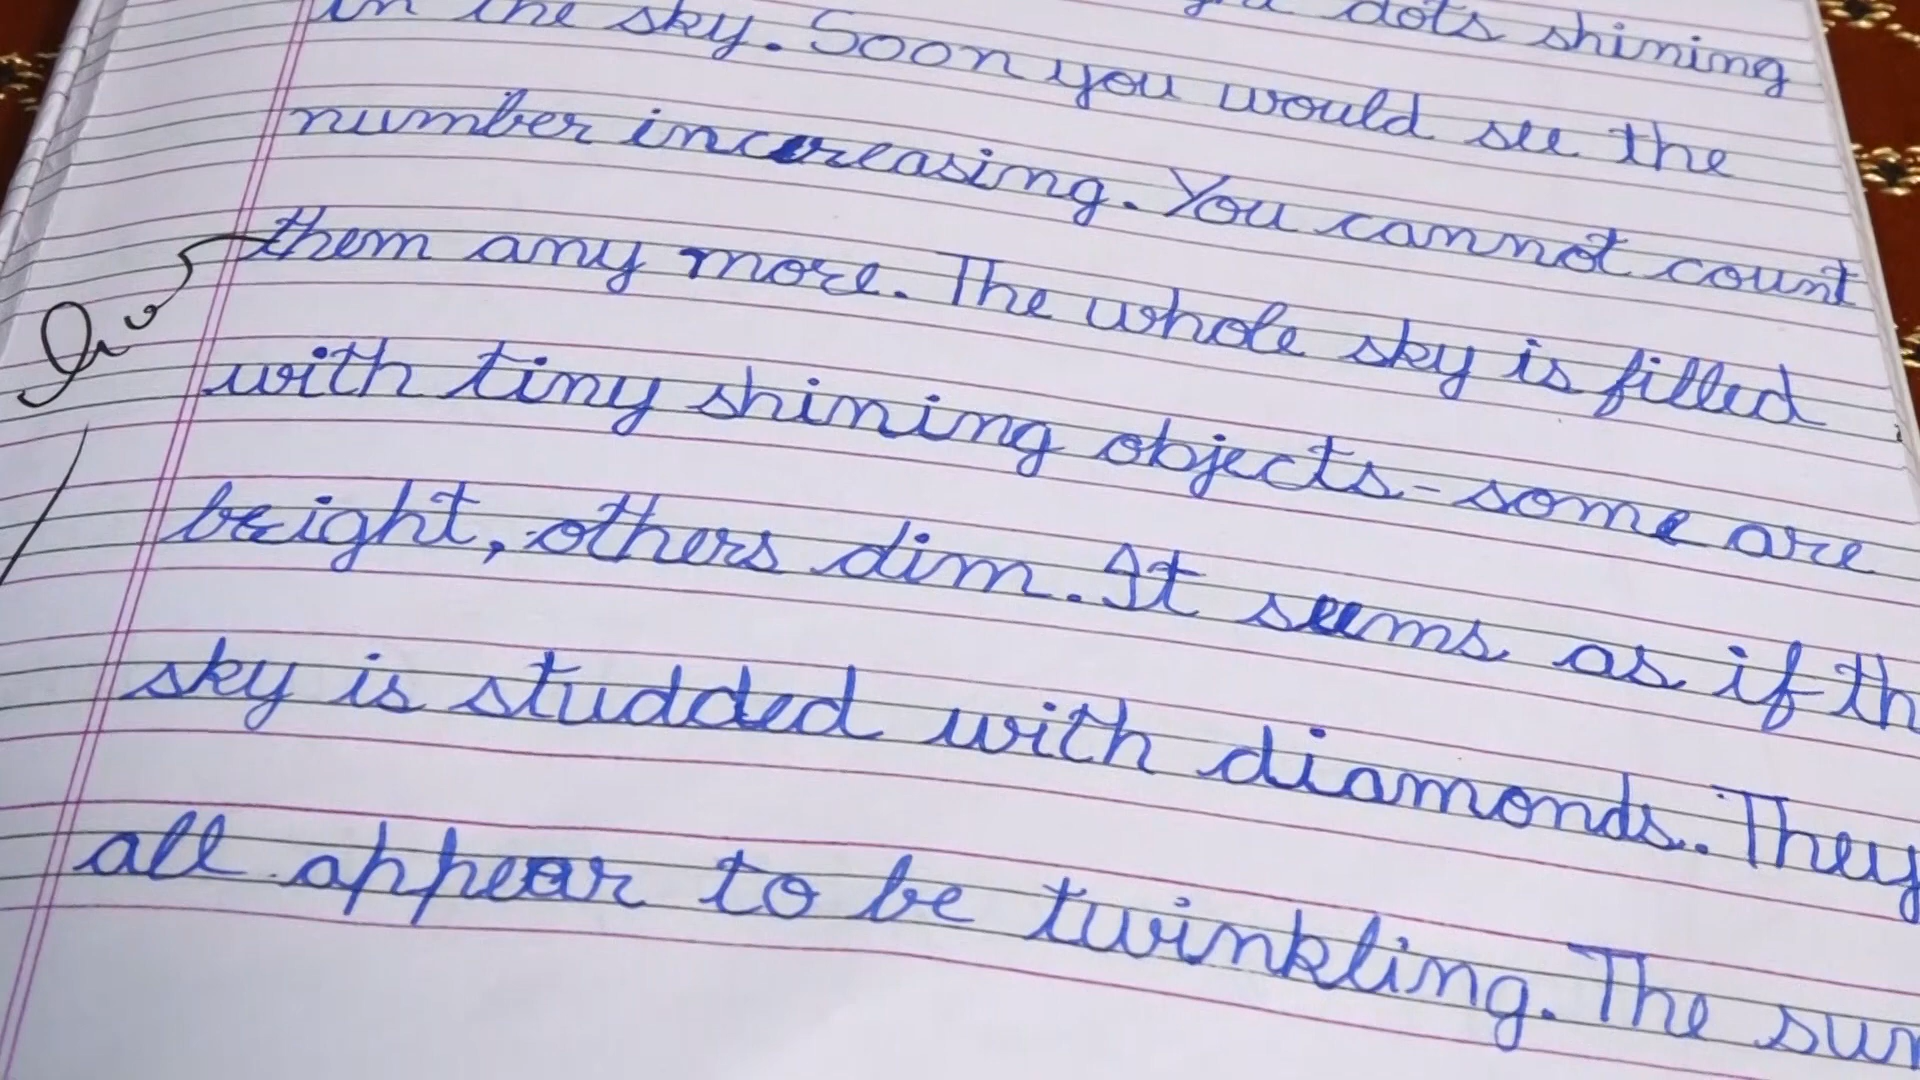 dots shining
in the sky. Soon you would see the
number increasing. You cannot count
them any more. The whole sky is filled
with tiny shining objects-some are
bright, others dim. It seems as if th
sky is studded with diamonds. They
all appear to be twinkling. The sun